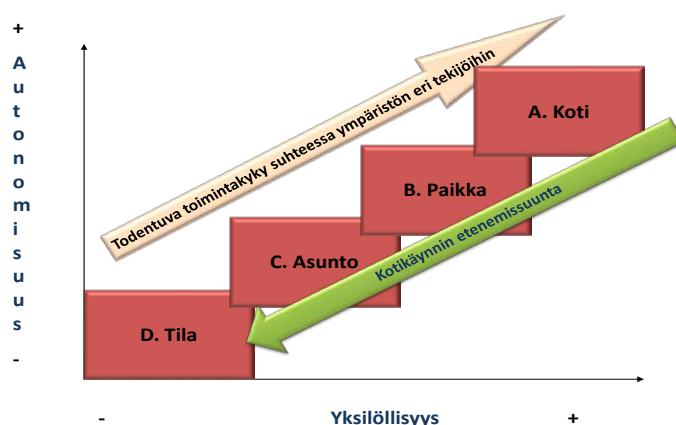 +
Autonomisuus
-
Todentuva toimintakyky suhteessa ympäristön eri tekijöihin
A. Koti
B. Paikka
Kotikäynnin etenemissuunta
C. Asunto
D. Tila
- Yksilöllisyys +